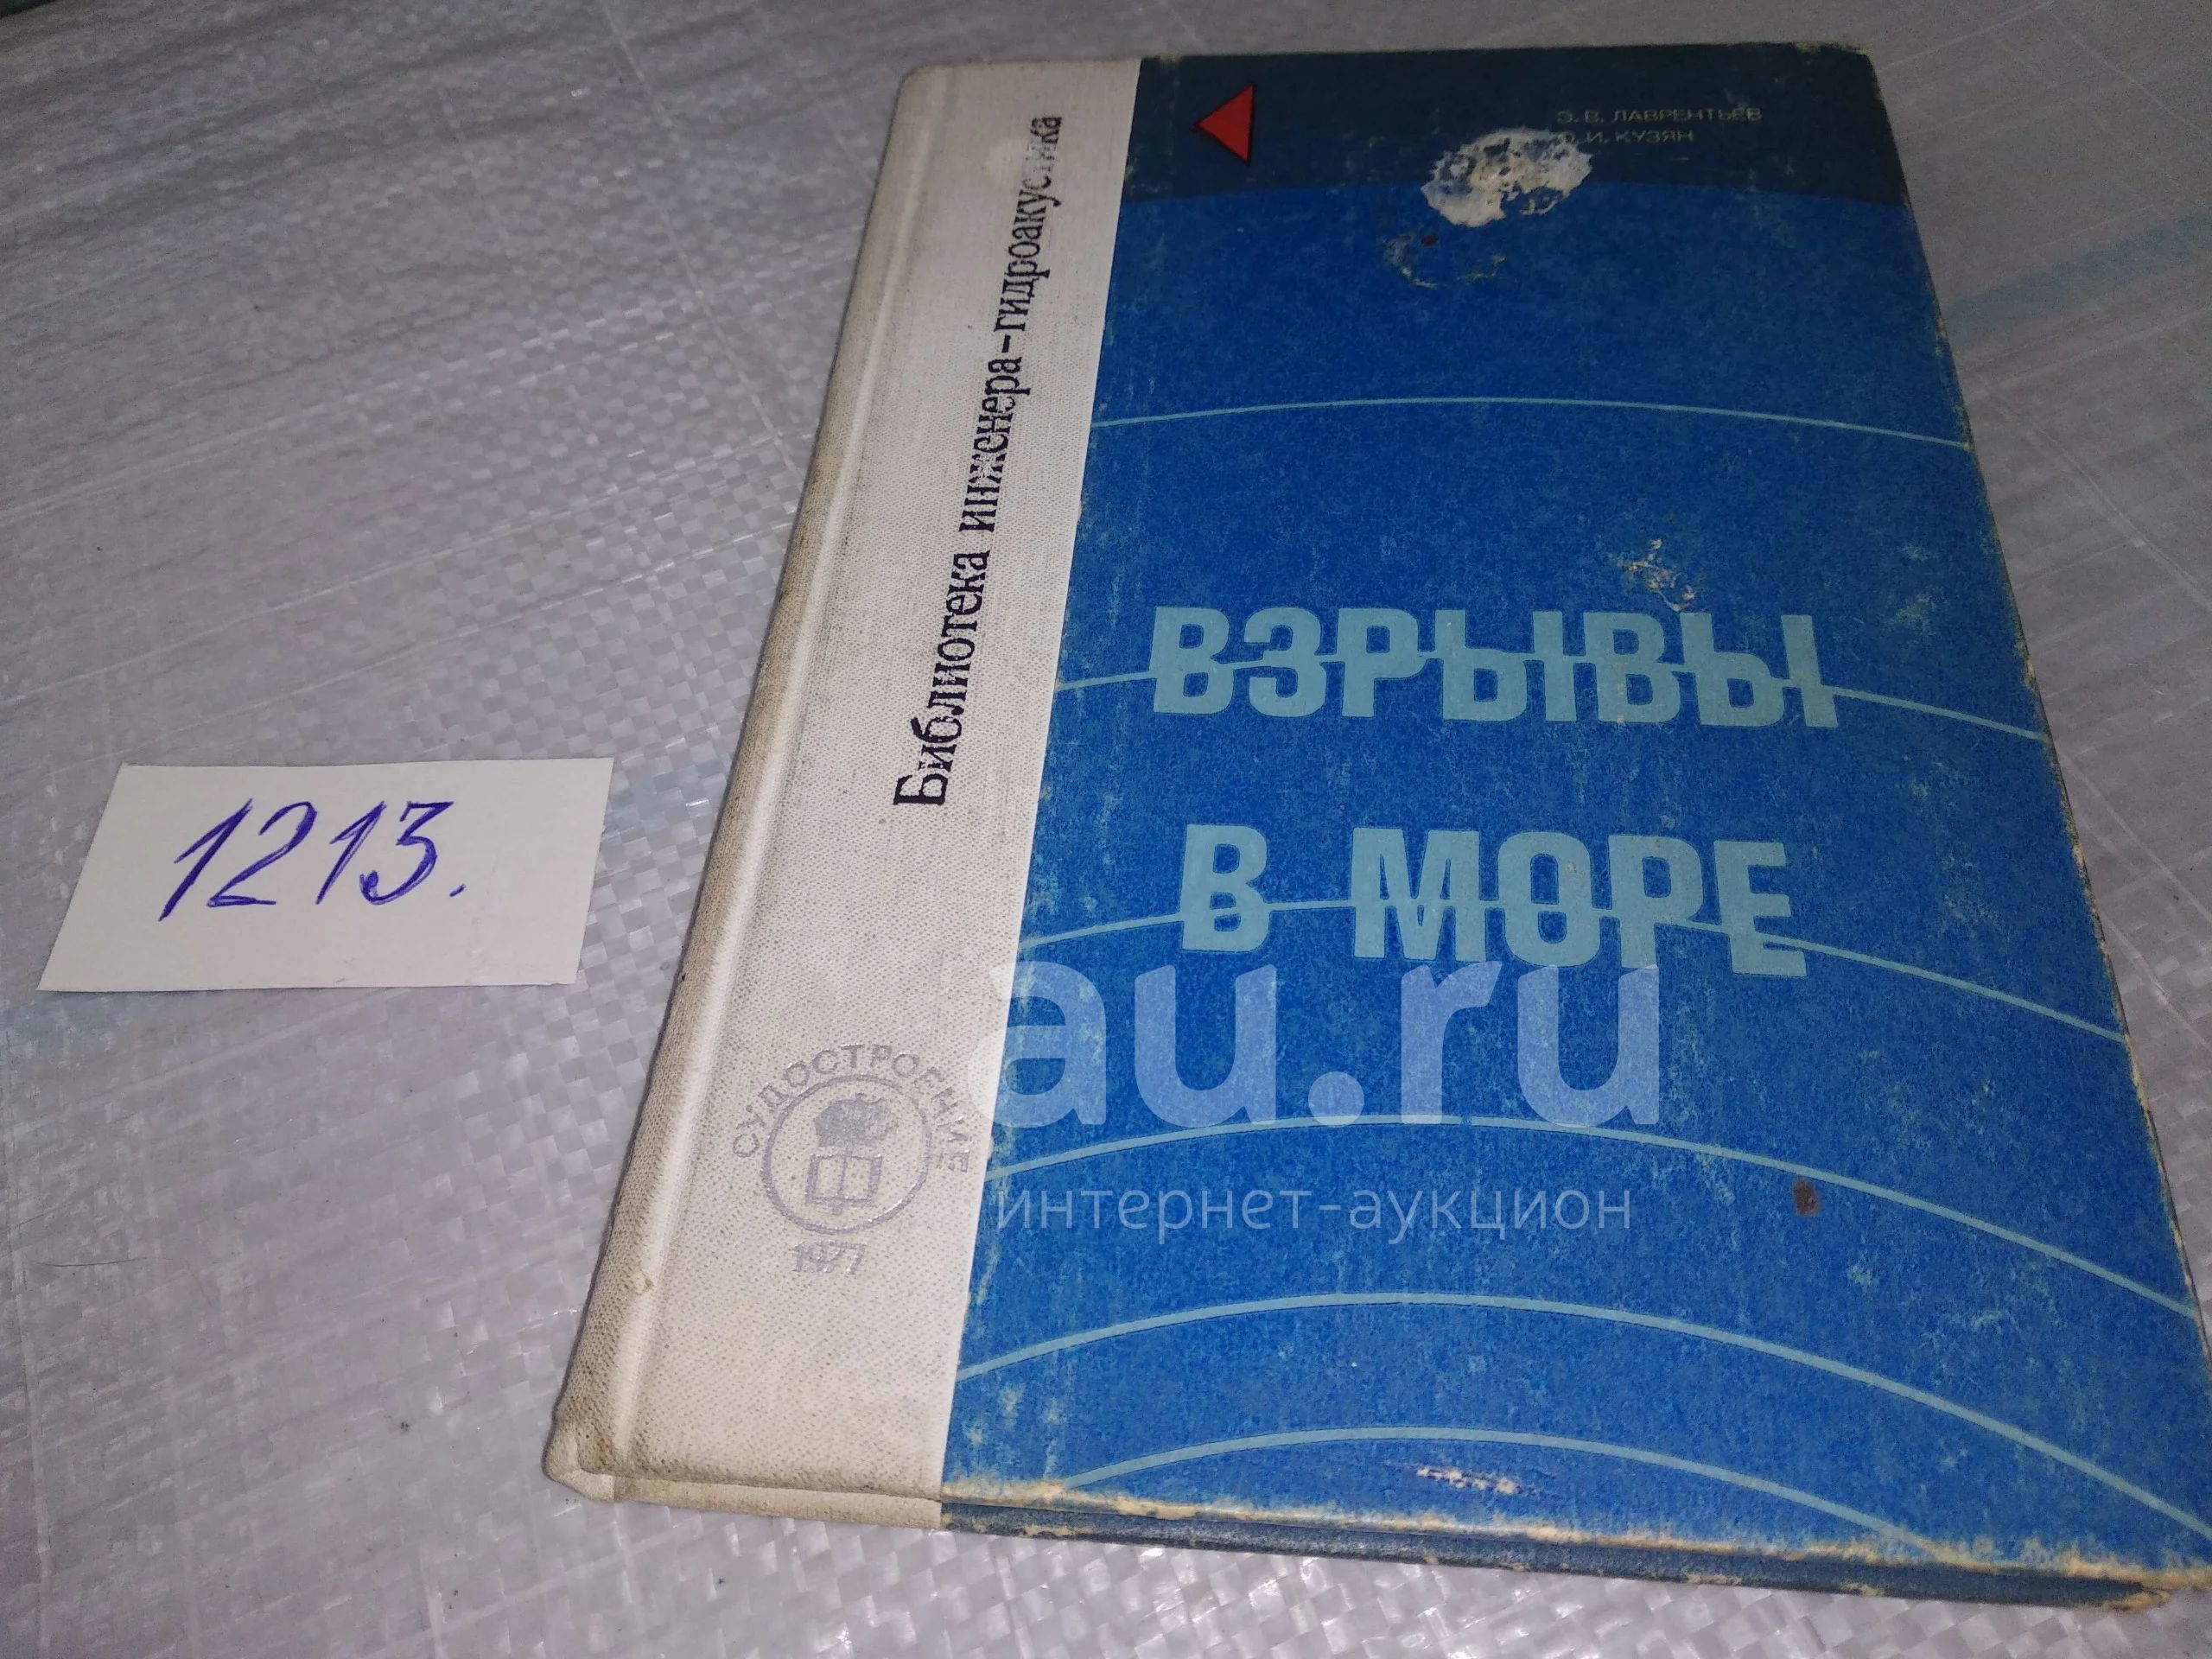 Э. В. ЛАВРЕНТЬЕВ
О. И. КУЗЯН
Библиотека инженера-гидроакустика
ВЗРЫВЫ
В МОРЕ
1213.
au.ru
интернет-аукцион
СУДОСТРОЕНИЕ
1977